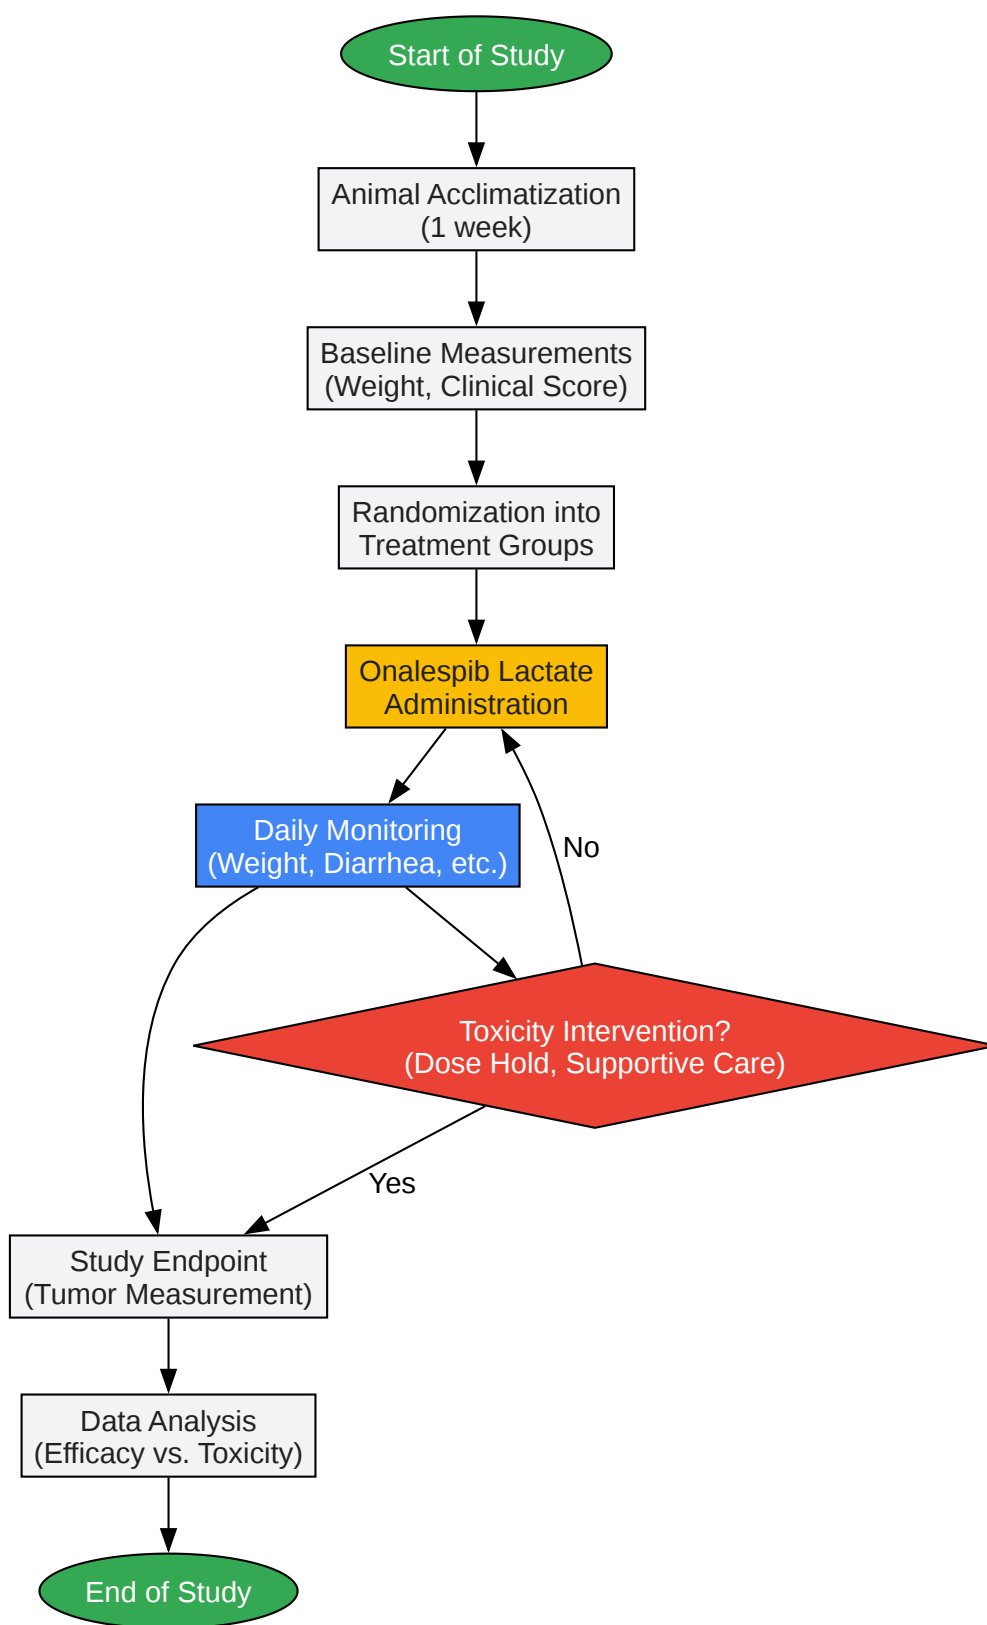 Start of Study
Animal Acclimatization
(1 week)
Baseline Measurements
(Weight, Clinical Score)
Randomization into
Treatment Groups
Onalespib Lactate
Administration
Daily Monitoring
(Weight, Diarrhea, etc.)
No
Toxicity Intervention?
(Dose Hold, Supportive Care)
Yes
Study Endpoint
(Tumor Measurement)
Data Analysis
(Efficacy vs. Toxicity)
End of Study